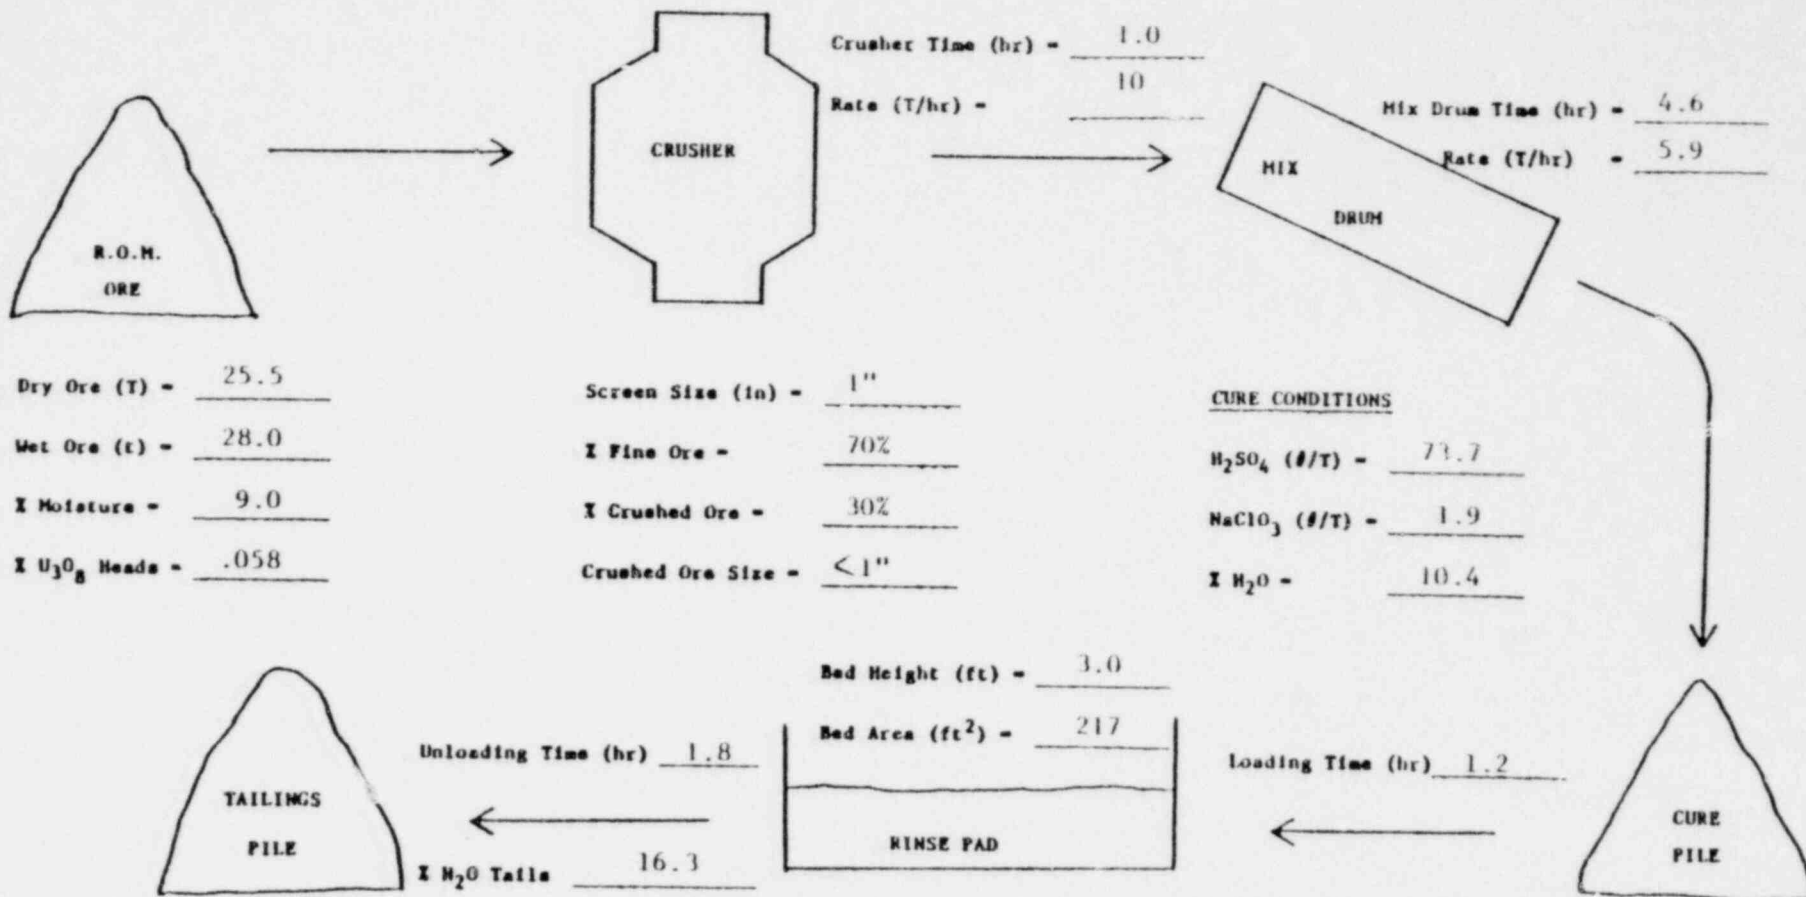 Crusher Time (hr) = 1.0
Rate (T/hr) = 10
Mix Drum Time (hr) = 4.6
Rate (T/hr) = 5.9
R.O.M.
ORE
CRUSHER
MIX
DRUM
Dry Ore (T) = 25.5
Wet Ore (t) = 28.0
% Moisture = 9.0
% U₃O₈ Heads = .058
Screen Size (in) = 1"
% Fine Ore = 70%
% Crushed Ore = 30%
Crushed Ore Size = <1"
CURE CONDITIONS
H₂SO₄ (#/T) = 73.7
NaClO₃ (#/T) = 1.9
% H₂O = 10.4
Bed Height (ft) = 3.0
Bed Area (ft²) = 217
Unloading Time (hr) 1.8
Loading Time (hr) 1.2
TAILINGS
PILE
% H₂O Tails 16.3
RINSE PAD
CURE
PILE